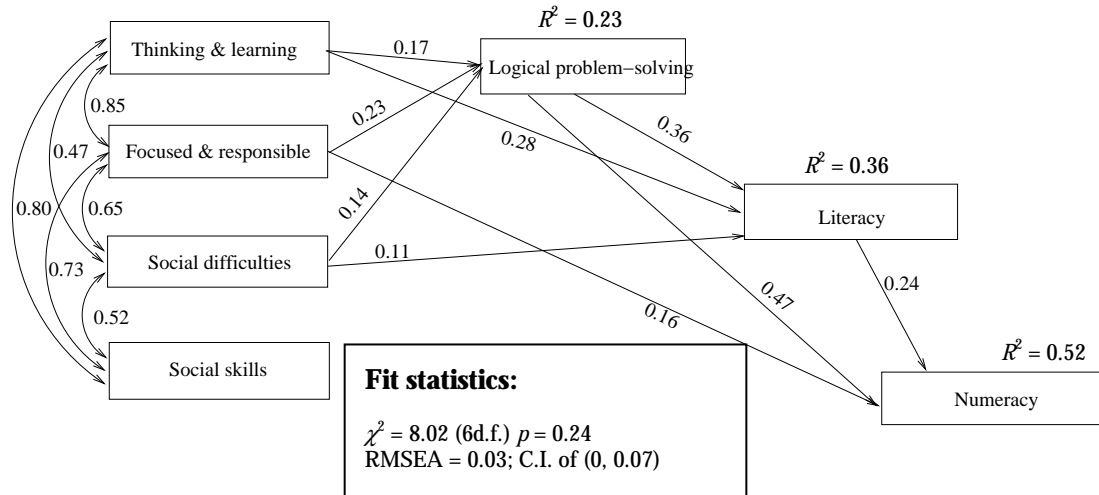 R² = 0.23
Thinking & learning
0.17
Logical problem−solving
0.85
0.23
0.36
0.47
Focused & responsible
0.28
R² = 0.36
0.80
0.65
0.14
Literacy
0.73
Social difficulties
0.11
0.24
0.52
0.16
0.47
R² = 0.52
Social skills
Fit statistics:
Numeracy
χ² = 8.02 (6d.f.) p = 0.24
RMSEA = 0.03; C.I. of (0, 0.07)